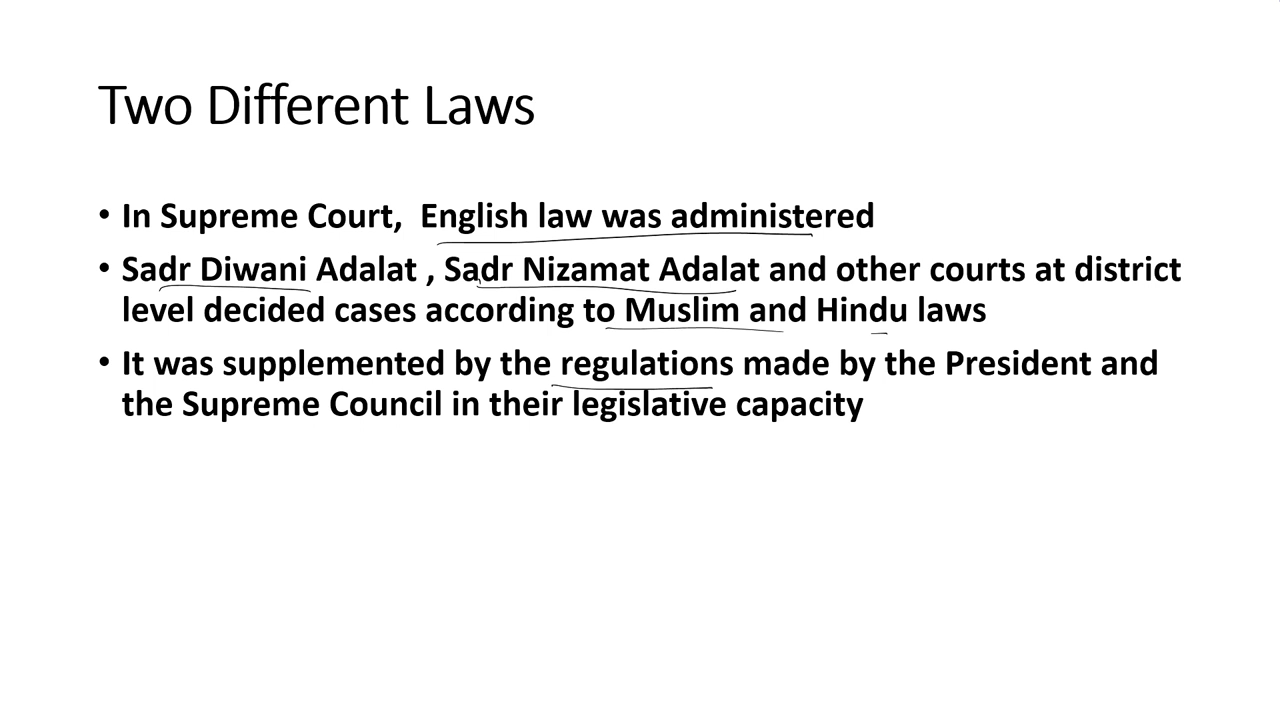 Two Different Laws
• In Supreme Court,  English law was administered
• Sadr Diwani Adalat , Sadr Nizamat Adalat and other courts at district
level decided cases according to Muslim and Hindu laws
• It was supplemented by the regulations made by the President and
the Supreme Council in their legislative capacity